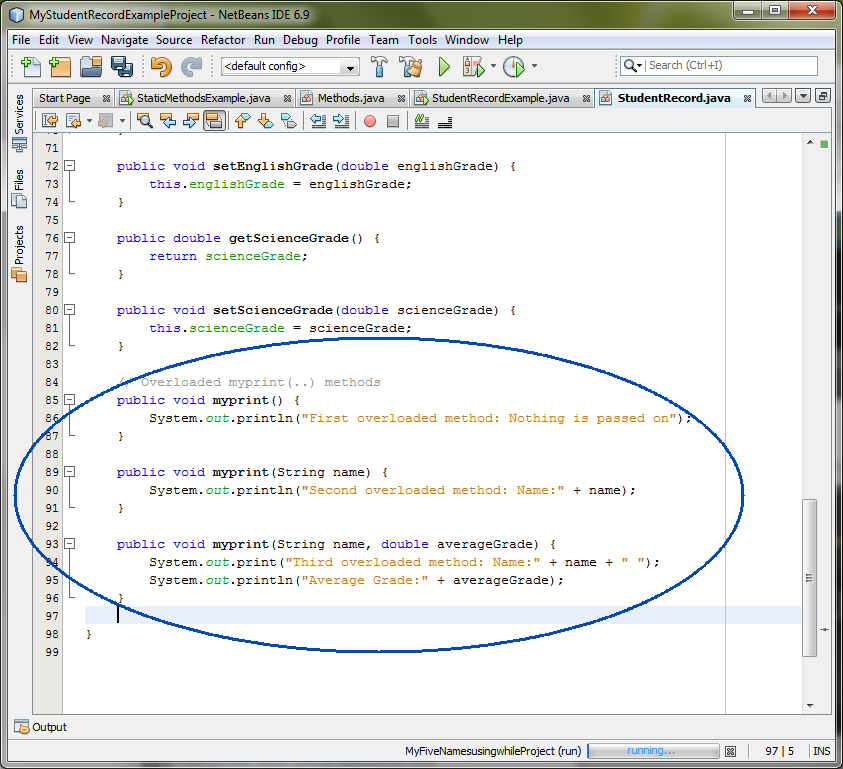 MyStudentRecordExampleProject - NetBeans IDE 6.9
File Edit View Navigate Source Refactor Run Debug Profile Team Tools Window Help
<default config>
Search (Ctrl+I)
Start Page StaticMethodsExample.java Methods.java StudentRecordExample.java StudentRecord.java
Services
Files
Projects
71
72 public void setEnglishGrade(double englishGrade) {
73 this.englishGrade = englishGrade;
74 }
75
76 public double getScienceGrade() {
77 return scienceGrade;
78 }
79
80 public void setScienceGrade(double scienceGrade) {
81 this.scienceGrade = scienceGrade;
82 }
83
84 // Overloaded myprint(..) methods
85 public void myprint() {
86 System.out.println("First overloaded method: Nothing is passed on");
87 }
88
89 public void myprint(String name) {
90 System.out.println("Second overloaded method: Name:" + name);
91 }
92
93 public void myprint(String name, double averageGrade) {
94 System.out.print("Third overloaded method: Name:" + name + " ");
95 System.out.println("Average Grade:" + averageGrade);
96 }
97
98 }
99
Output
MyFiveNamesusingwhileProject (run) running... 97 | 5 INS